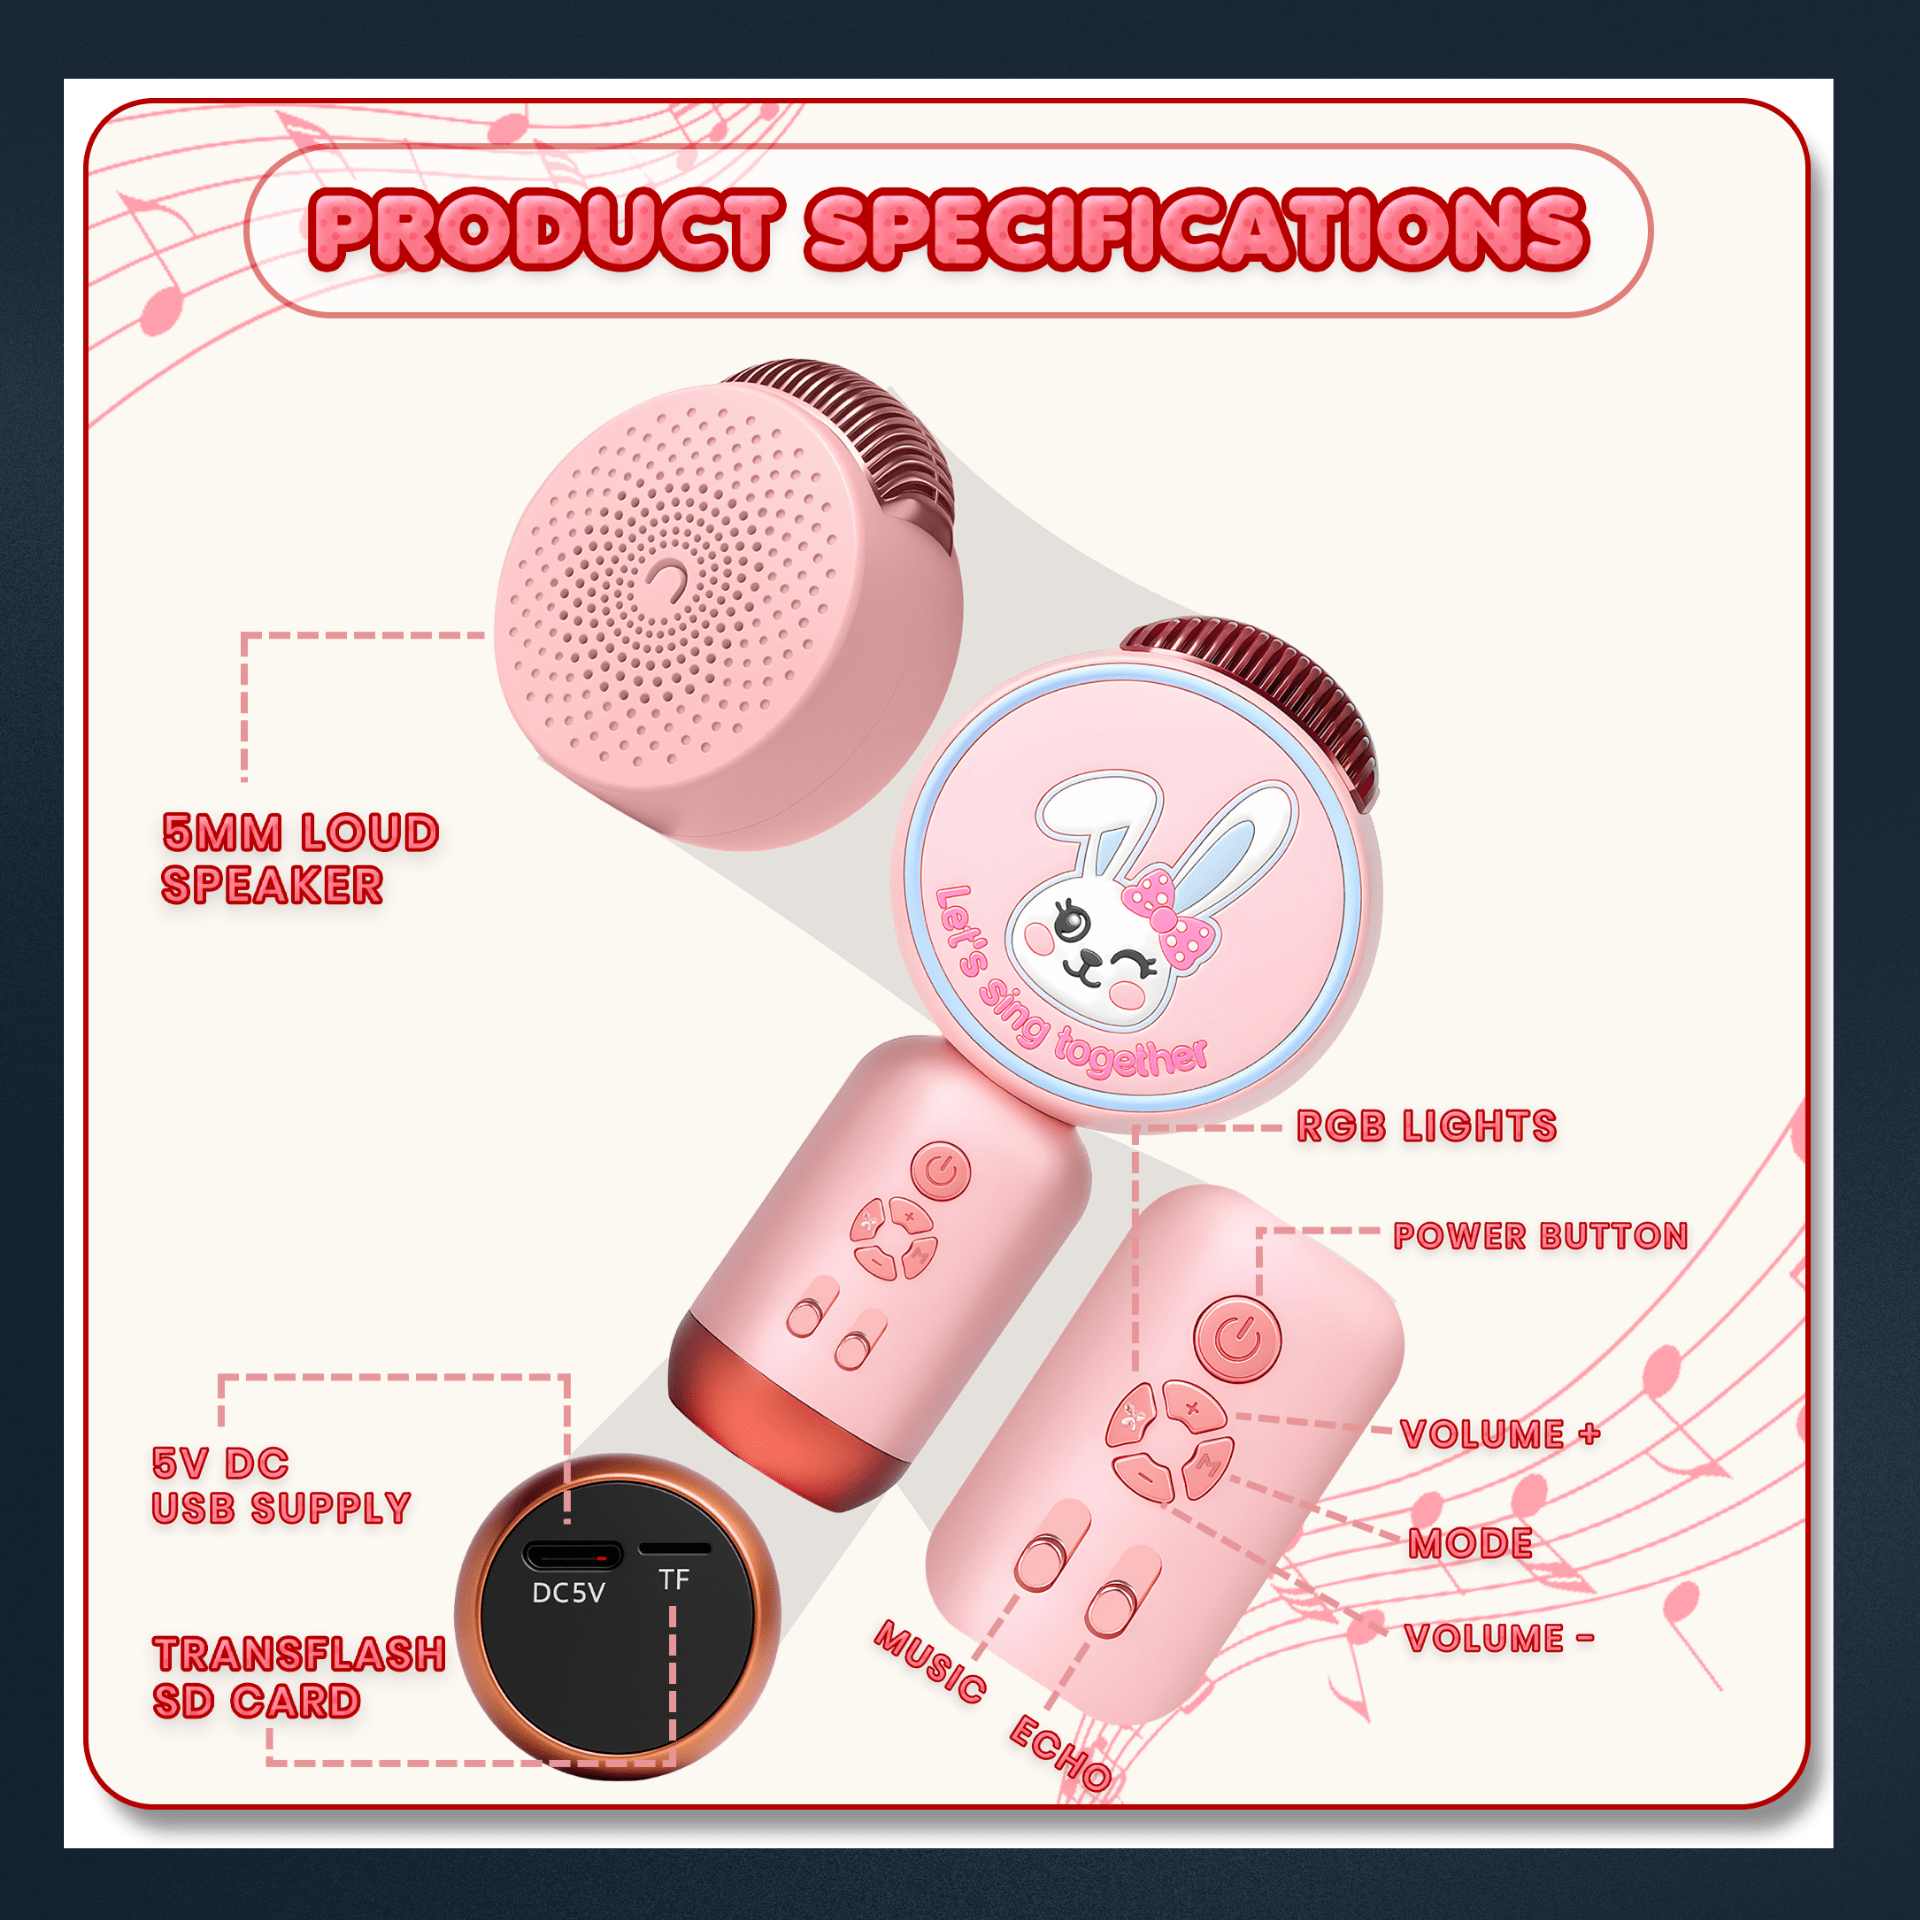 PRODUCT SPECIFICATIONS
5MM LOUD
SPEAKER
Let's sing together
RGB LIGHTS
POWER BUTTON
+
M
-
+
M
-
VOLUME +
MODE
VOLUME -
MUSIC
ECHO
5V DC
USB SUPPLY
DC5V
TF
TRANSFLASH
SD CARD